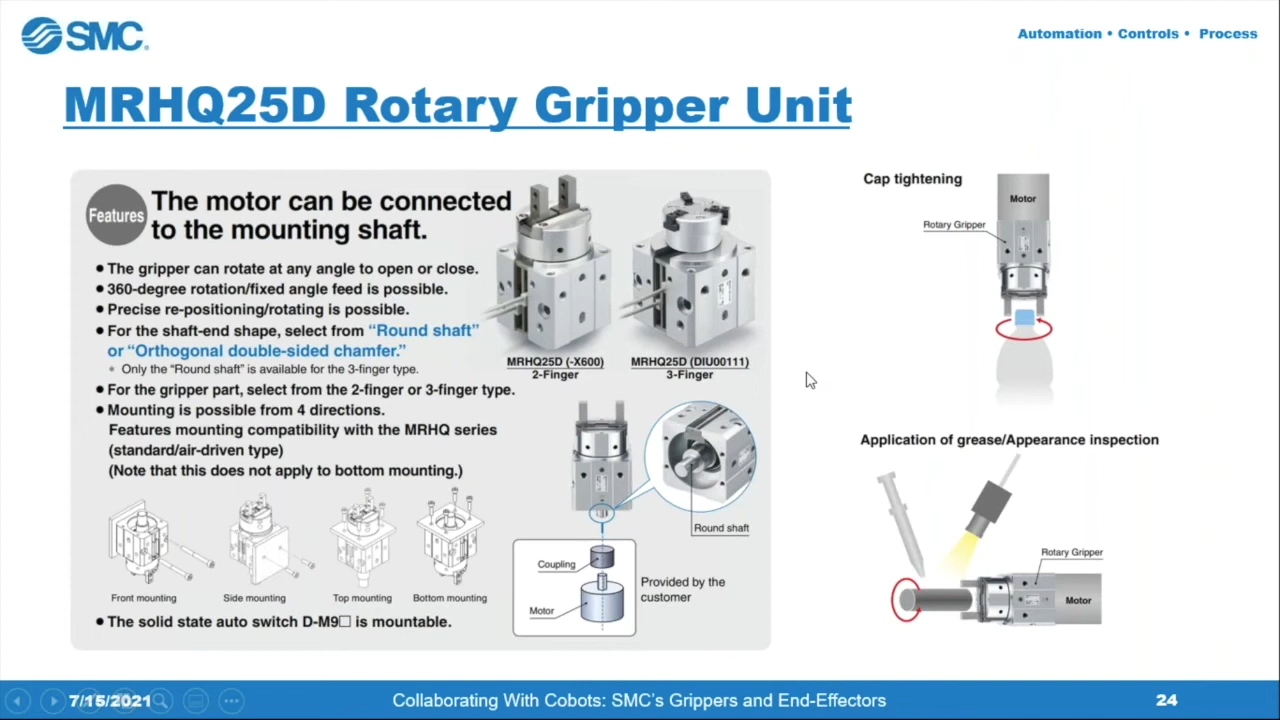 SMC
Automation • Controls • Process
MRHQ25D Rotary Gripper Unit
Features
The motor can be connected
to the mounting shaft.
• The gripper can rotate at any angle to open or close.
• 360-degree rotation/fixed angle feed is possible.
• Precise re-positioning/rotating is possible.
• For the shaft-end shape, select from “Round shaft”
or “Orthogonal double-sided chamfer.”
• Only the “Round shaft” is available for the 3-finger type.
• For the gripper part, select from the 2-finger or 3-finger type.
• Mounting is possible from 4 directions.
Features mounting compatibility with the MRHQ series
(standard/air-driven type)
(Note that this does not apply to bottom mounting.)
Front mounting
Side mounting
Top mounting
Bottom mounting
• The solid state auto switch D-M9□ is mountable.
MRHQ25D (-X600)
2-Finger
MRHQ25D (DIU00111)
3-Finger
Round shaft
Coupling
Motor
Provided by the
customer
Cap tightening
Motor
Rotary Gripper
Application of grease/Appearance inspection
Rotary Gripper
Motor
7/15/2021
Collaborating With Cobots: SMC’s Grippers and End-Effectors
24